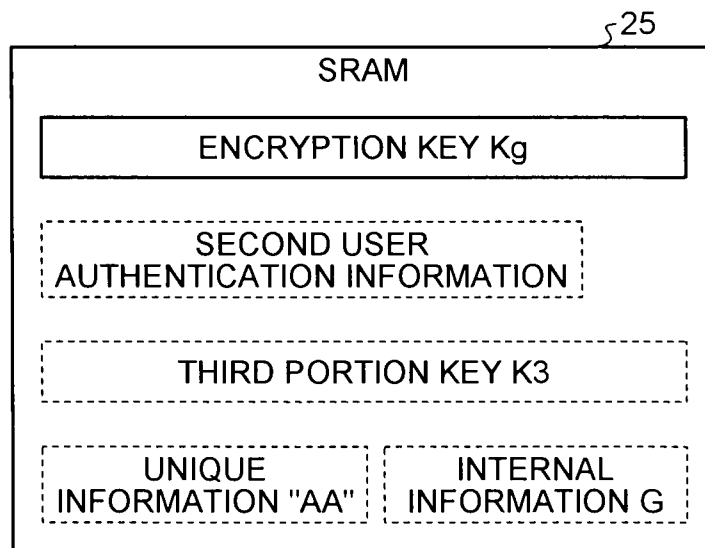 25
SRAM
ENCRYPTION KEY Kg
SECOND USER
AUTHENTICATION INFORMATION
THIRD PORTION KEY K3
UNIQUE
INFORMATION "AA"
INTERNAL
INFORMATION G